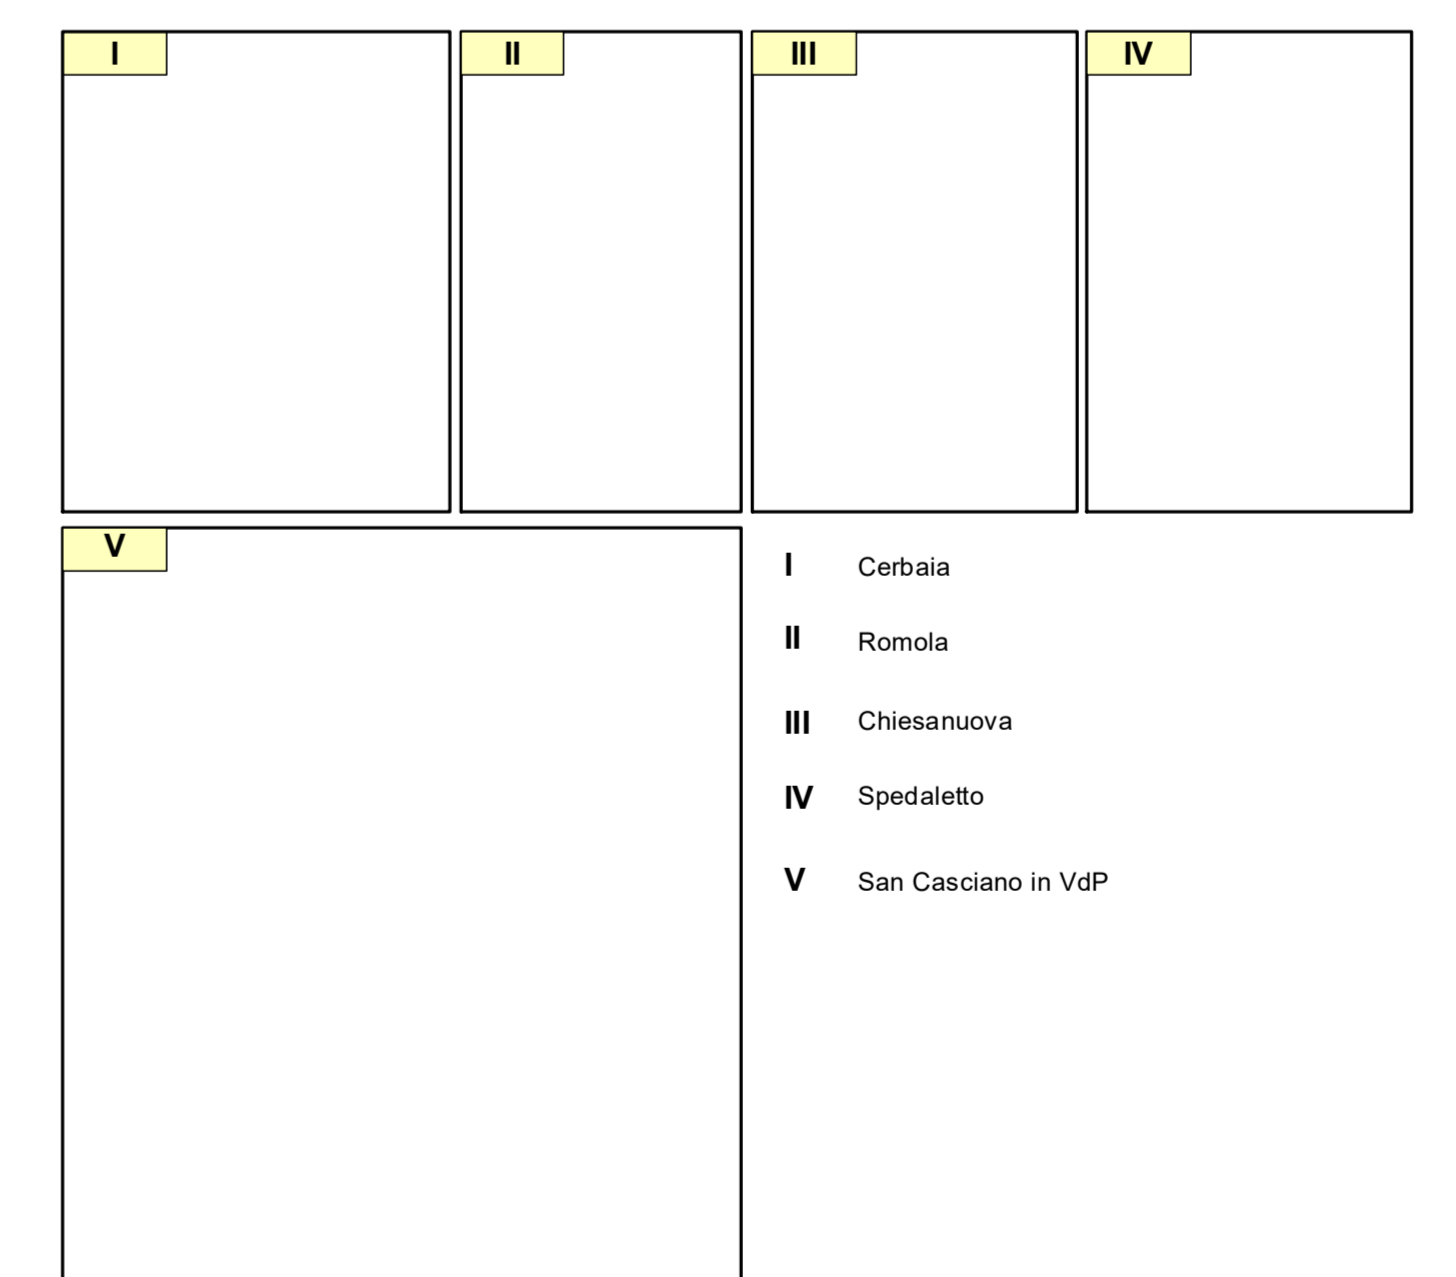 I
II
III
IV
V
I Cerbaia
II Romola
III Chiesanuova
IV Spedaletto
V San Casciano in VdP